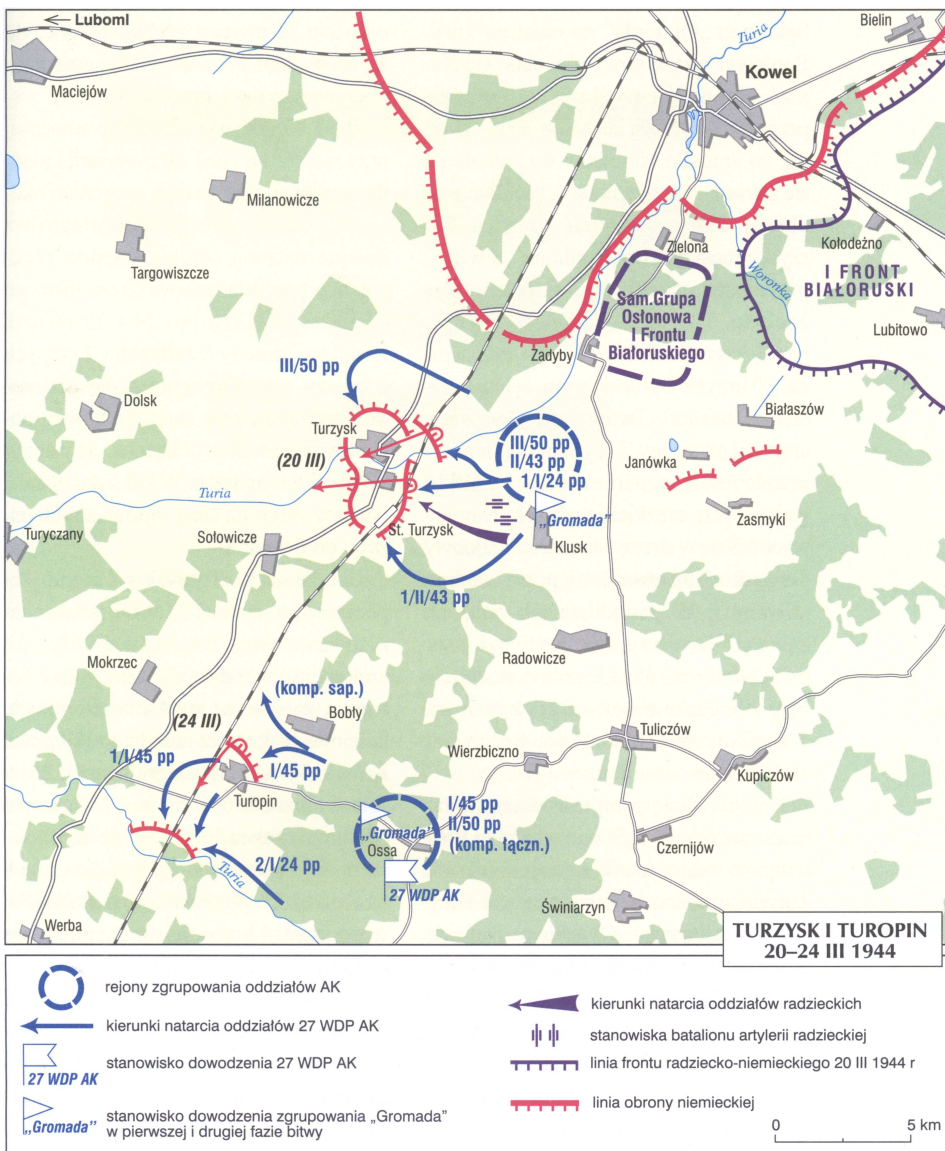 ← Luboml
Maciejów
Turia
Bielin
Kowel
Milanowicze
Targowiszcze
Zielona
Kołodeżno
Woronka
I FRONT
BIAŁORUSKI
Sam.Grupa
Osłonowa
I Frontu
Białoruskiego
Lubitowo
Zadyby
III/50 pp
Dolsk
Turzysk
(20 III)
III/50 pp
II/43 pp
1/I/24 pp
Białaszów
Janówka
Zasmyki
Turia
„Gromada”
Klusk
St. Turzysk
Turyczany
Sołowicze
1/II/43 pp
Radowicze
Mokrzec
(komp. sap.)
Bobły
(24 III)
1/I/45 pp
I/45 pp
Turopin
Wierzbiczno
Tuliczów
Kupiczów
I/45 pp
II/50 pp
(komp. łączn.)
„Gromada”
Ossa
27 WDP AK
Czernijów
2/I/24 pp
Turia
Werba
Świniarzyn
TURZYSK I TUROPIN
20–24 III 1944
rejony zgrupowania oddziałów AK
kierunki natarcia oddziałów 27 WDP AK
stanowisko dowodzenia 27 WDP AK
27 WDP AK
stanowisko dowodzenia zgrupowania „Gromada”
w pierwszej i drugiej fazie bitwy
„Gromada”
kierunki natarcia oddziałów radzieckich
stanowiska batalionu artylerii radzieckiej
linia frontu radziecko-niemieckiego 20 III 1944 r
linia obrony niemieckiej
0 5 km